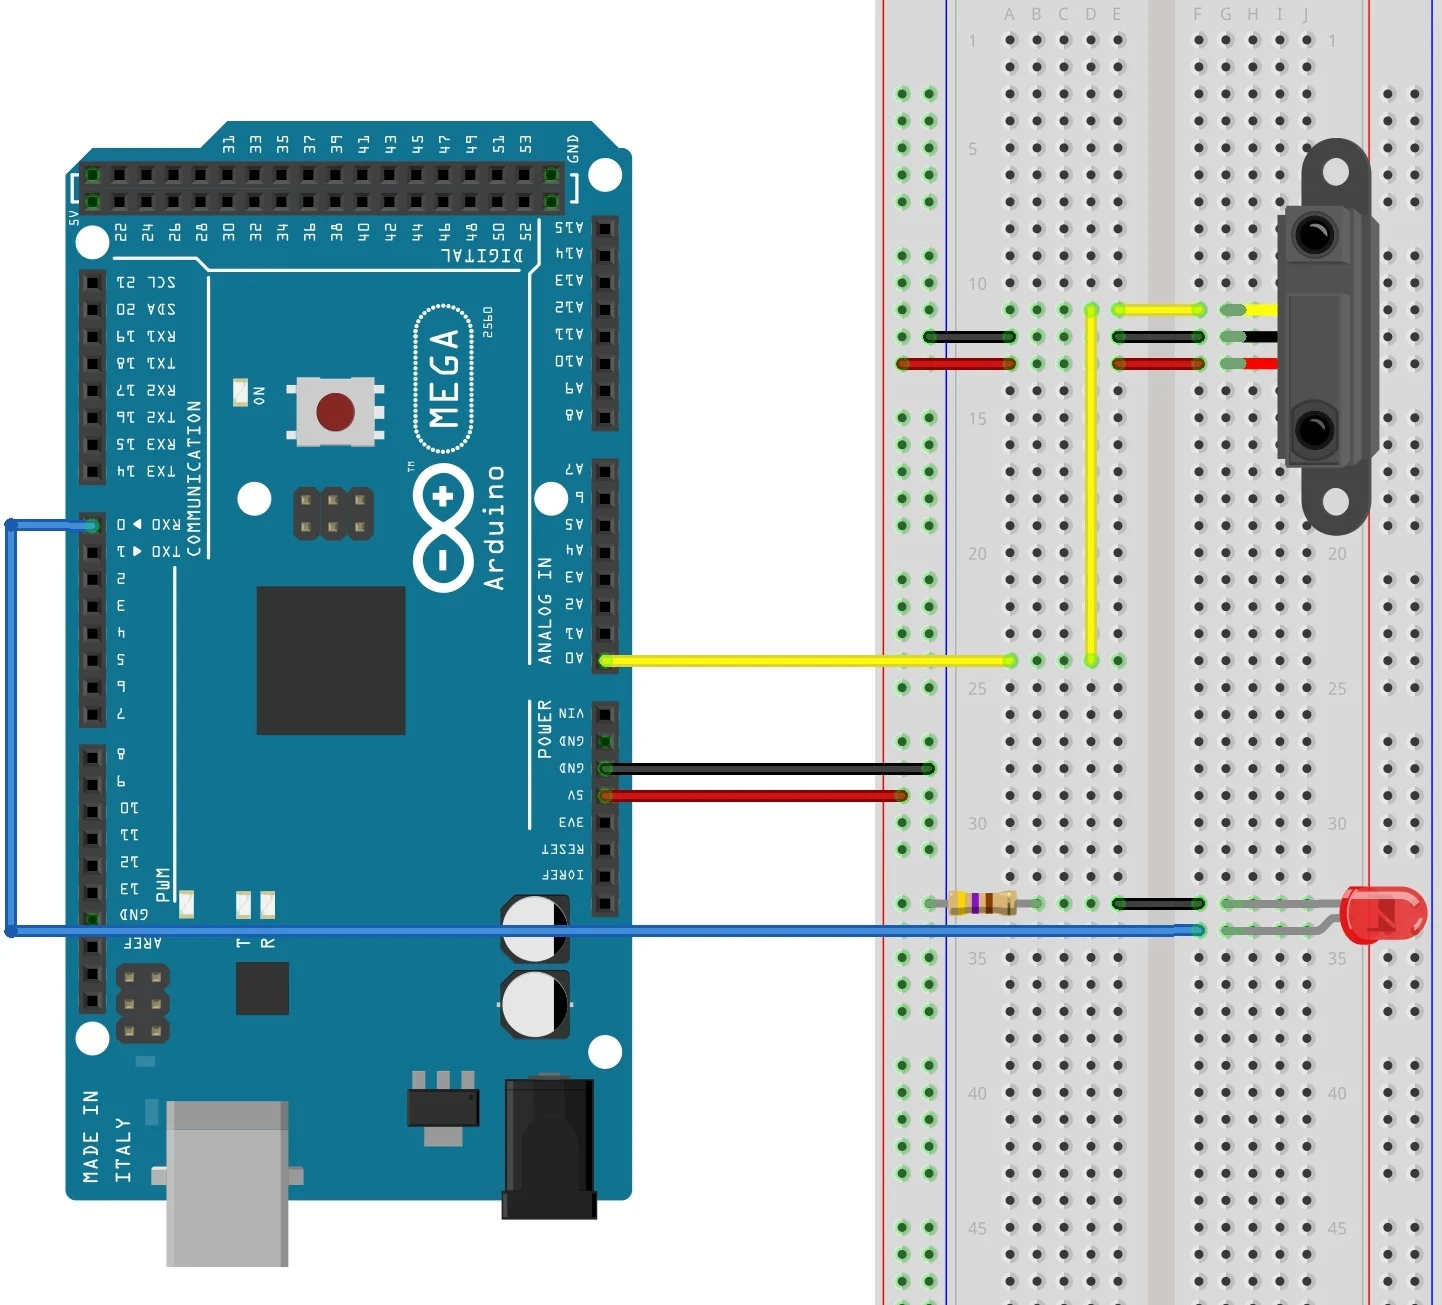 A B C D E F G H I J
1 1
5
10
15
20 20
25 25
30 30
35 35
40 40
45 45
31 33 35 37 39 41 43 45 47 49 51 53 GND
5V
22 24 26 28 30 32 34 36 38 40 42 44 46 48 50 52
DIGITAL
SCL 21
SDA 20
RX1 19
TX1 18
RX2 17
TX2 16
RX3 15
TX3 14
COMMUNICATION
RX0 ◄ 0
TX0 ► 1
2
3
4
5
6
7
8
9
10
11
12
13
GND
AREF
PWM
ON
MEGA
2560
TM
Arduino
A15
A14
A13
A12
A11
A10
A9
A8
A7
6
A5
A4
A3
A2
A1
A0
ANALOG IN
VIN
GND
GND
5V
3V3
RESET
IOREF
POWER
T
R
MADE IN
ITALY